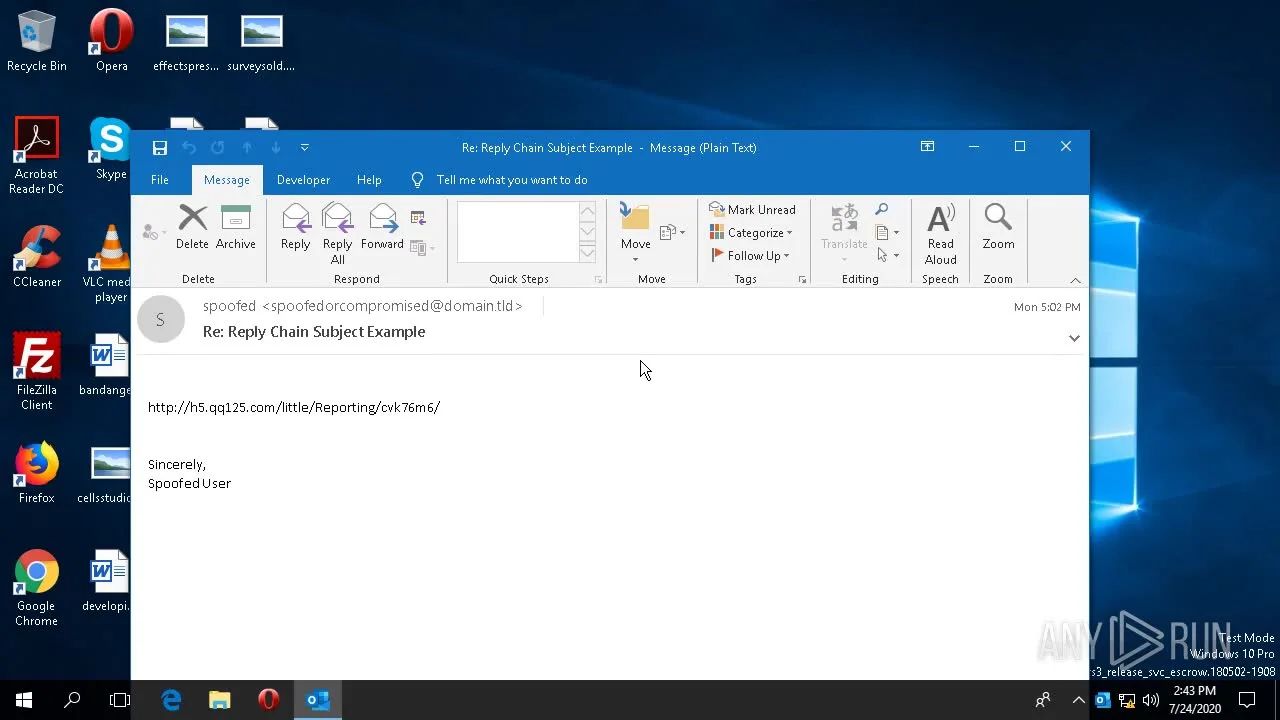 Recycle Bin
Opera
effectspres...
surveysold....
Acrobat
Reader DC
Skype
CCleaner
VLC med
player
FileZilla
Client
bandange
Firefox
cellsstudio
Google
Chrome
developi.
Re: Reply Chain Subject Example - Message (Plain Text)
File
Message
Developer
Help
Tell me what you want to do
Delete
Archive
Delete
Reply
Reply
All
Forward
Respond
Quick Steps
Move
Move
Mark Unread
Categorize
Follow Up
Tags
Translate
Editing
Read
Aloud
Speech
Zoom
Zoom
S
spoofed <spoofedorcompromised@domain.tld>
Mon 5:02 PM
Re: Reply Chain Subject Example
http://h5.qq125.com/little/Reporting/cvk76m6/
Sincerely,
Spoofed User
ANY RUN
Test Mode
Windows 10 Pro
rs3_release_svc_escrow.180502-1908
2:43 PM
7/24/2020